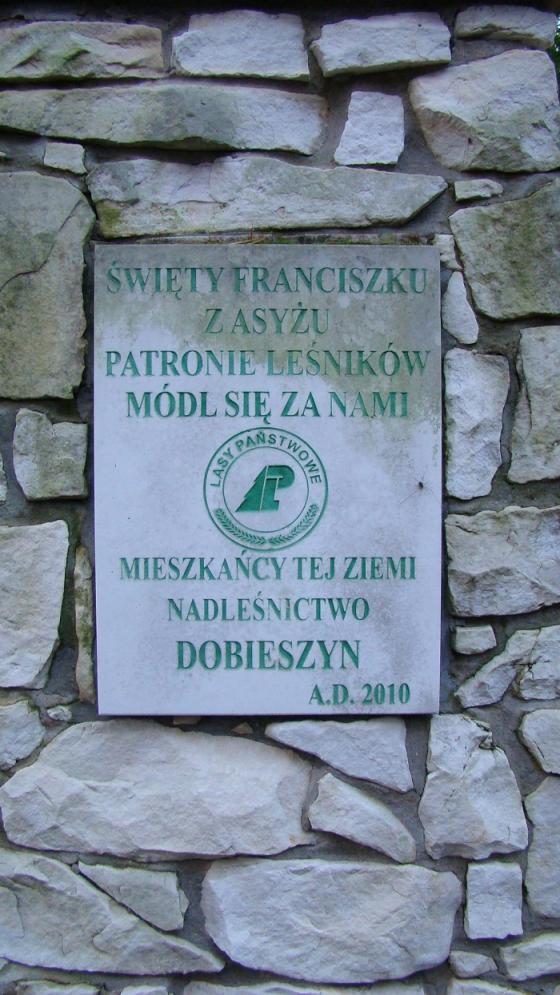 ŚWIĘTY FRANCISZKU
Z ASYŻU
PATRONIE LEŚNIKÓW
MÓDL SIĘ ZA NAMI
LASY PAŃSTWOWE
MIESZKAŃCY TEJ ZIEMI
NADLEŚNICTWO
DOBIESZYN
A.D. 2010